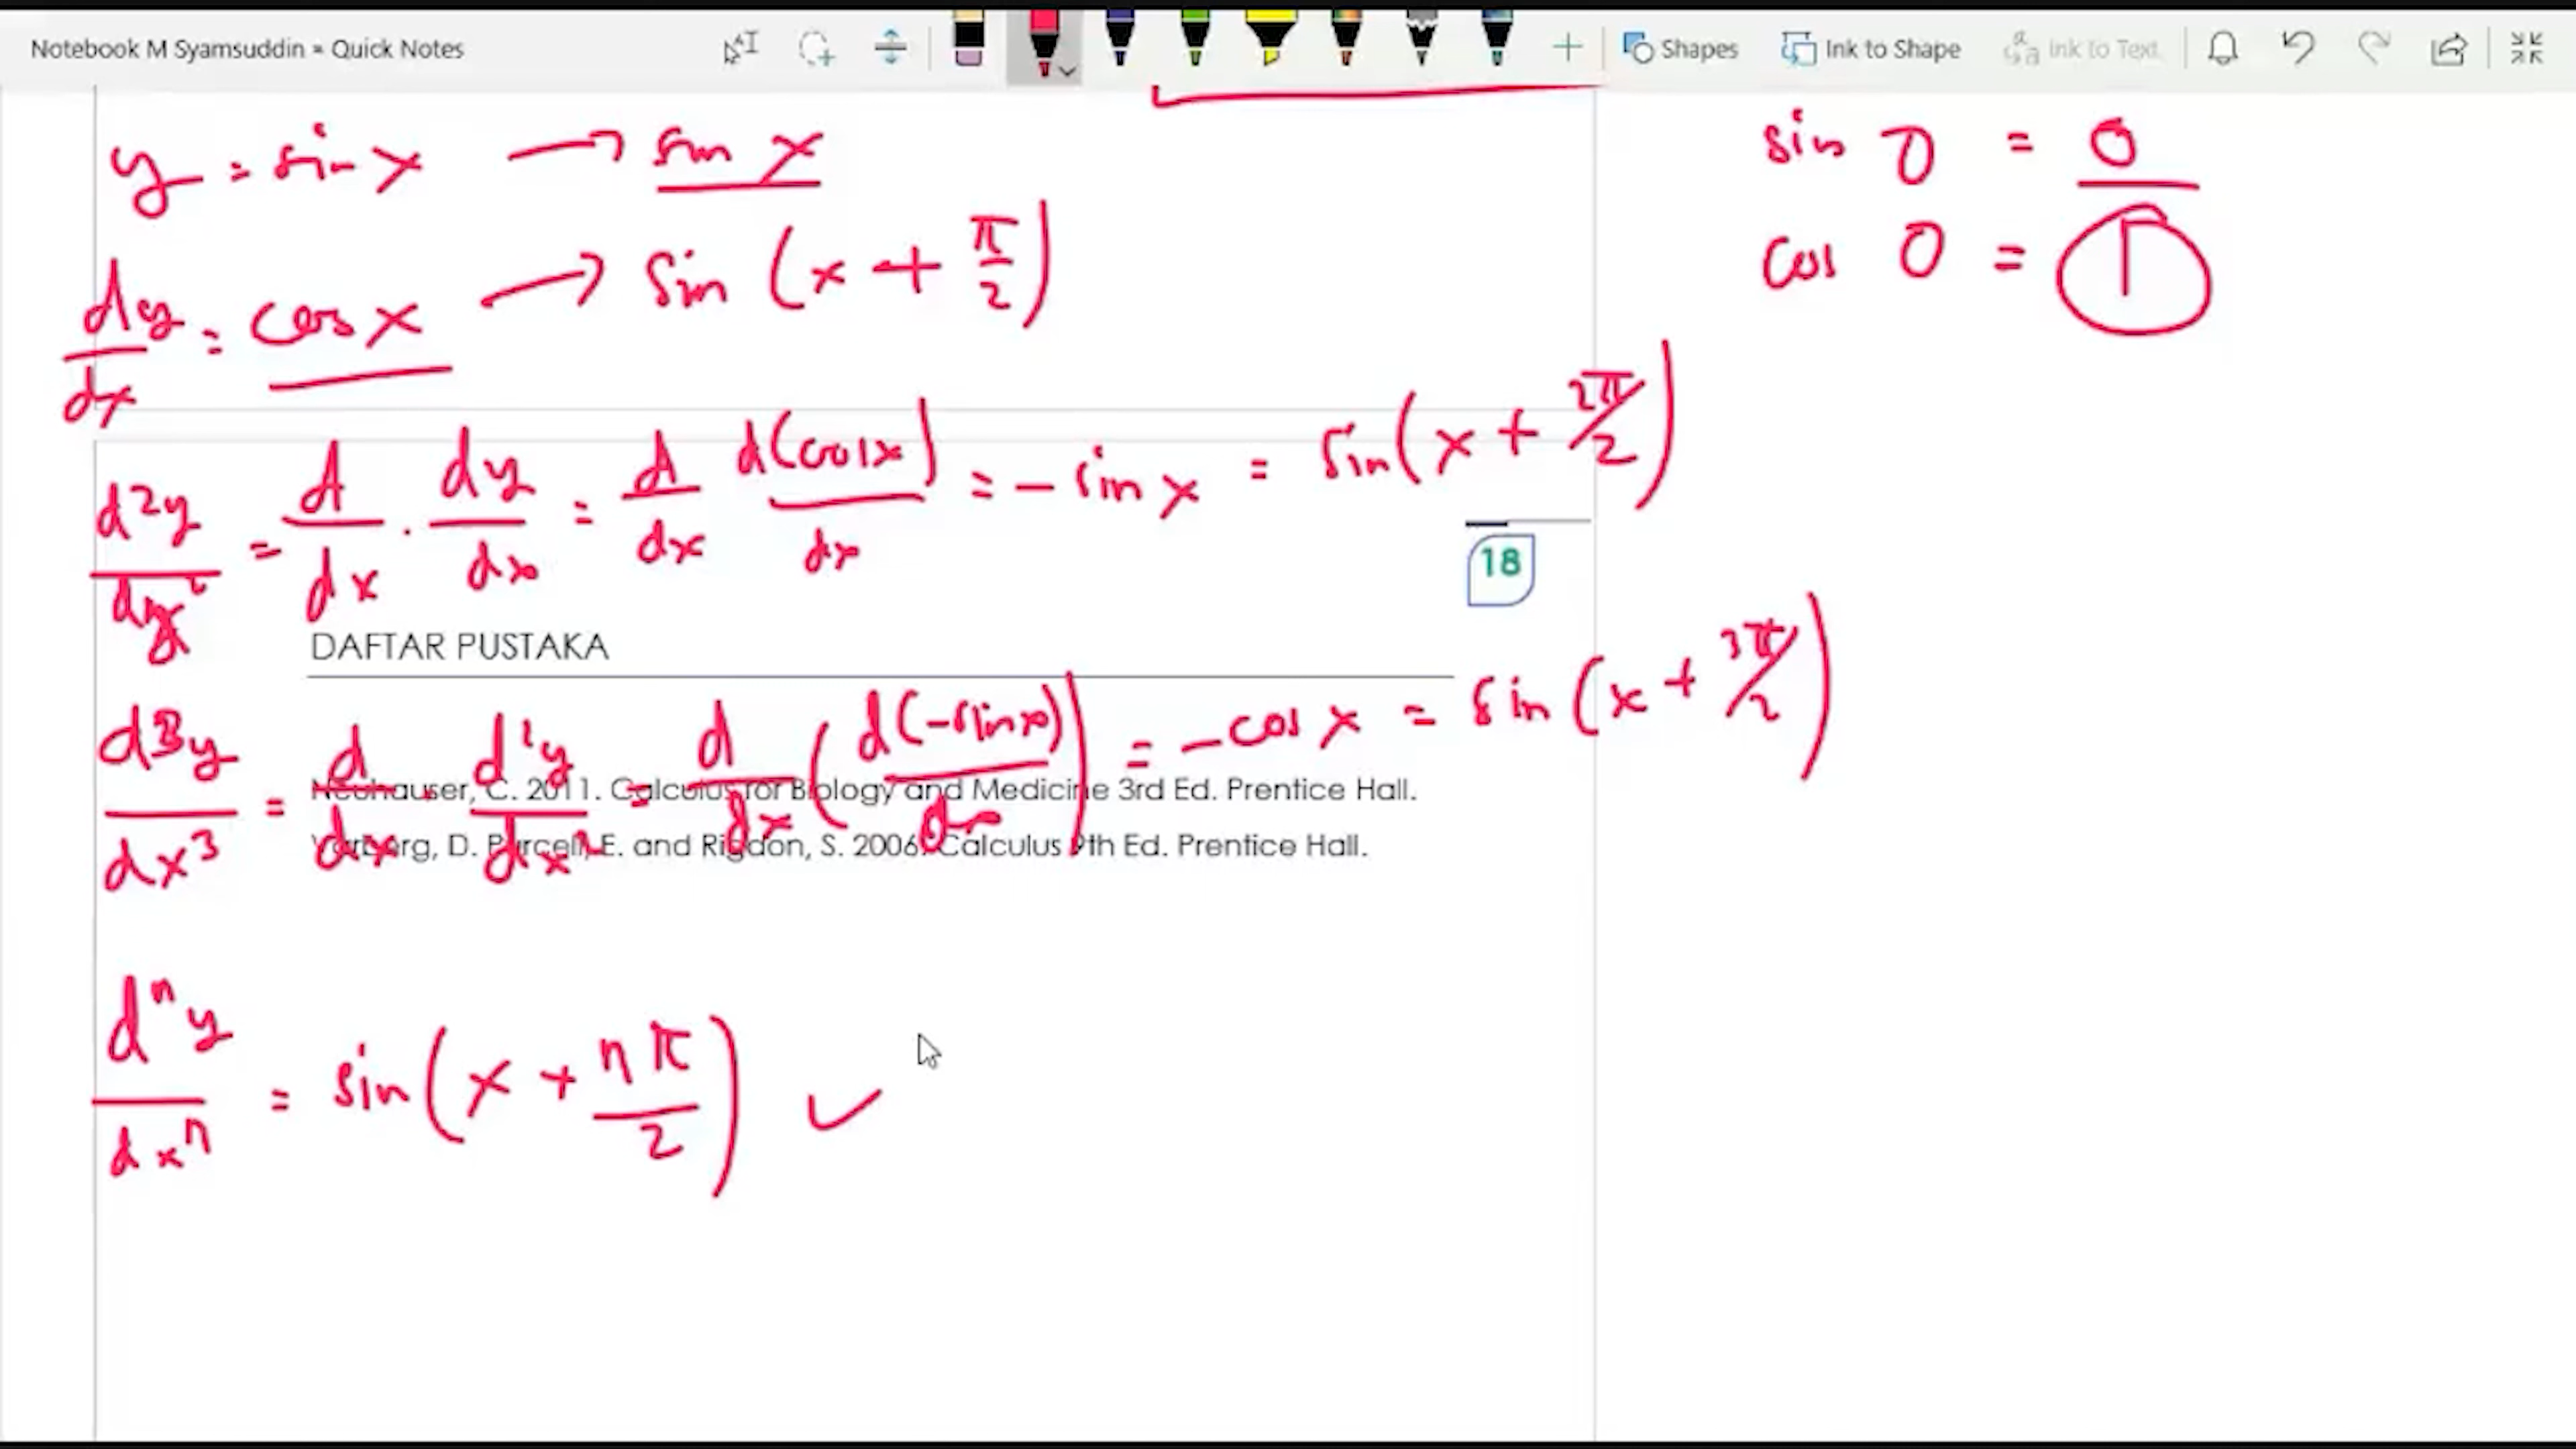 Notebook M Syamsuddin » Quick Notes
Shapes
Ink to Shape
Ink to Text
y = sin x → sin x
sin 0 = 0
dy/dx = cos x → sin (x + π/2)
cos 0 = 1
d2y/dx² = d/dx . dy/dx = d/dx d(cos x)/dx = - sin x = sin(x + 2π/2)
18
DAFTAR PUSTAKA
d3y/dx3 = d/dx . d²y/dx² = d/dx (d(-sin x)/dx) = - cos x = sin (x + 3π/2)
Neuhauser, C. 2011. Calculus for Biology and Medicine 3rd Ed. Prentice Hall.
Varberg, D. Purcell, E. and Rigdon, S. 2006. Calculus 9th Ed. Prentice Hall.
dⁿy/dxⁿ = sin(x + nπ/2) ✓